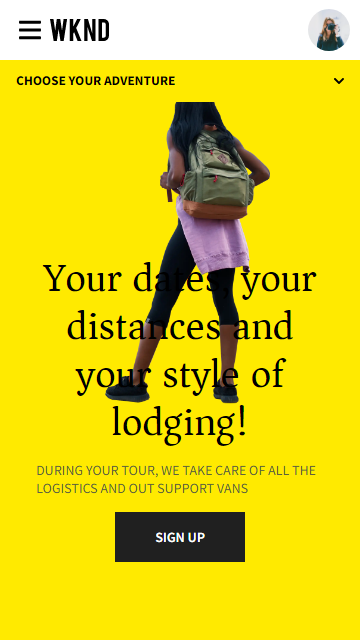 WKND
CHOOSE YOUR ADVENTURE
Your dates, your
distances and
your style of
lodging!
DURING YOUR TOUR, WE TAKE CARE OF ALL THE
LOGISTICS AND OUT SUPPORT VANS
SIGN UP